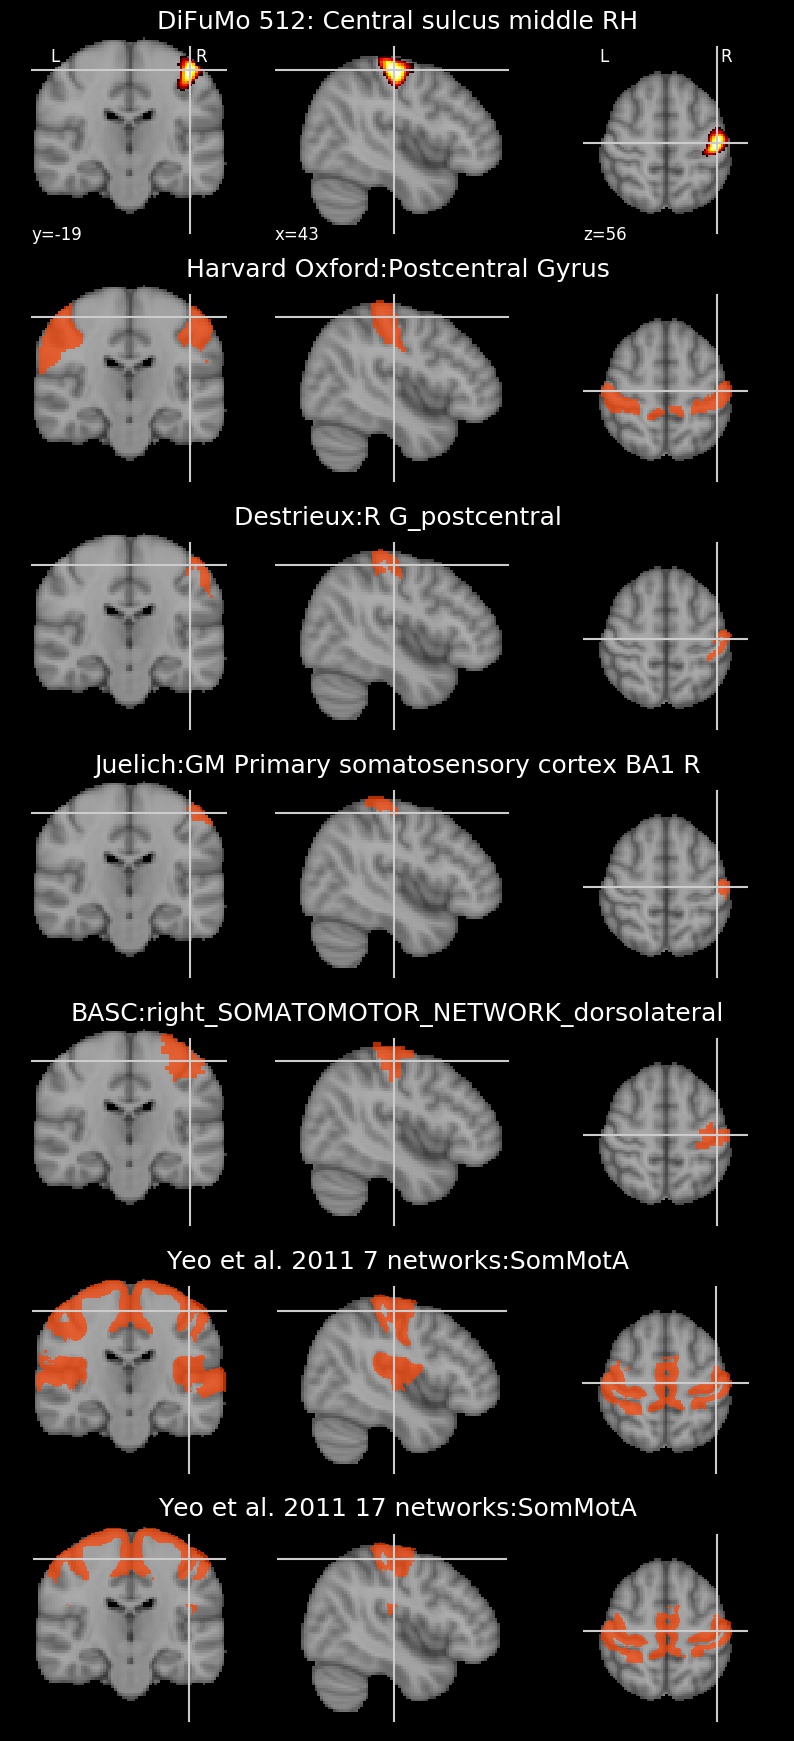 DiFuMo 512: Central sulcus middle RH
L R L R
y=-19 x=43 z=56
Harvard Oxford:Postcentral Gyrus
Destrieux:R G_postcentral
Juelich:GM Primary somatosensory cortex BA1 R
BASC:right_SOMATOMOTOR_NETWORK_dorsolateral
Yeo et al. 2011 7 networks:SomMotA
Yeo et al. 2011 17 networks:SomMotA